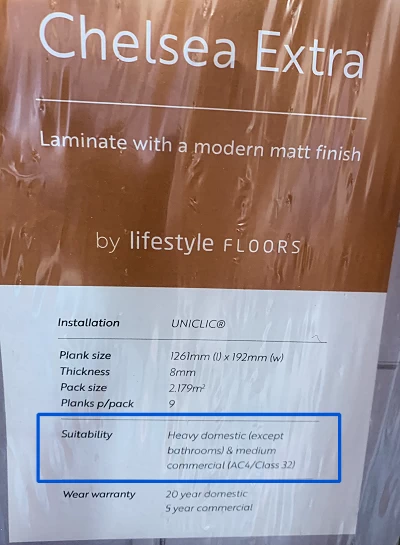 Chelsea Extra
Laminate with a modern matt finish
by lifestyle FLOORS
Installation UNICLIC®
Plank size 1261mm (l) x 192mm (w)
Thickness 8mm
Pack size 2.179m²
Planks p/pack 9
Suitability Heavy domestic (except
bathrooms) & medium
commercial (AC4/Class 32)
Wear warranty 20 year domestic
5 year commercial